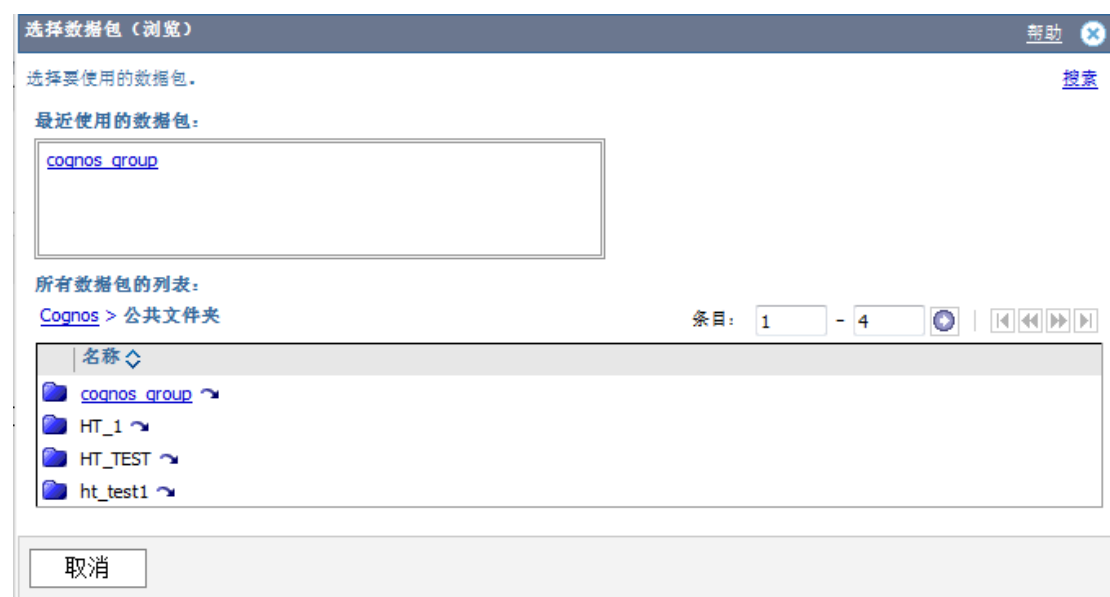 选择数据包（浏览） 帮助
选择要使用的数据包. 搜索
最近使用的数据包:
cognos_group
所有数据包的列表:
Cognos > 公共文件夹 条目: 1 - 4
名称
cognos_group
HT_1
HT_TEST
ht_test1
取消